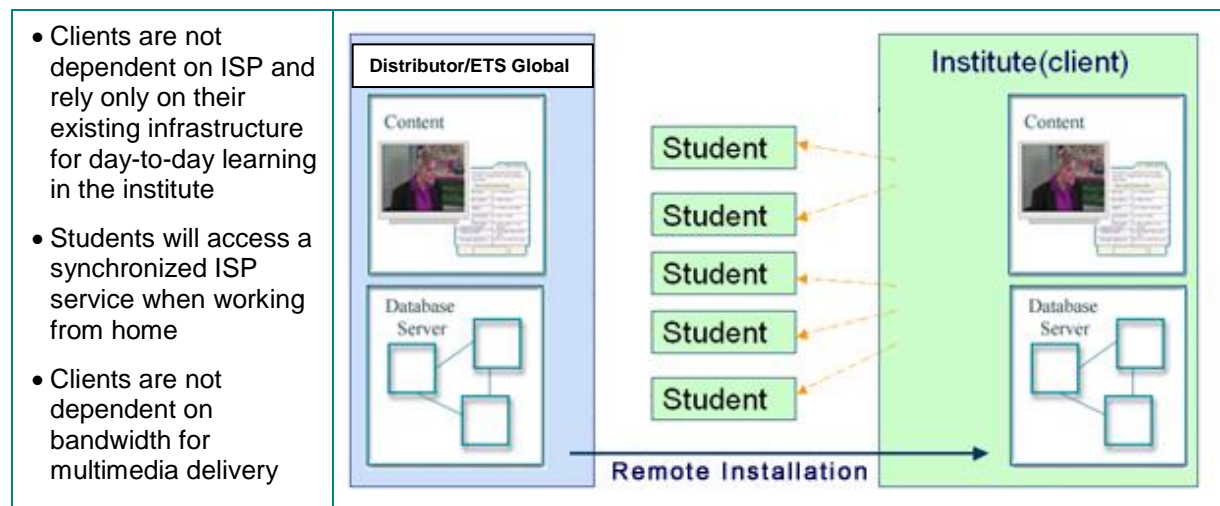 • Clients are not
dependent on ISP and
rely only on their
existing infrastructure
for day-to-day learning
in the institute
• Students will access a
synchronized ISP
service when working
from home
• Clients are not
dependent on
bandwidth for
multimedia delivery
Distributor/ETS Global
Content
Database
Server
Student
Student
Student
Student
Student
Remote Installation
Institute(client)
Content
Database
Server